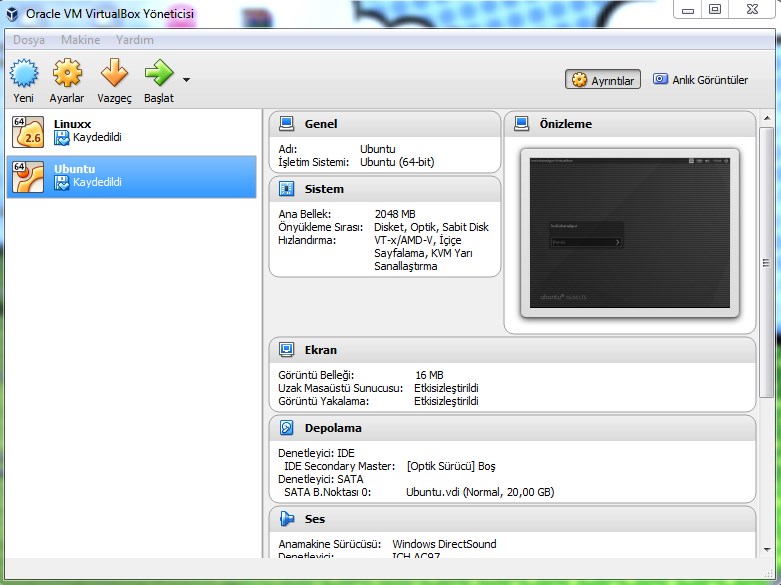 Oracle VM VirtualBox Yöneticisi
Dosya Makine Yardım
Yeni Ayarlar Vazgeç Başlat
Ayrıntılar Anlık Görüntüler
64 2.6 Linuxx
Kaydedildi
64 Ubuntu
Kaydedildi
Genel
Adı: Ubuntu
İşletim Sistemi: Ubuntu (64-bit)
Sistem
Ana Bellek: 2048 MB
Önyükleme Sırası: Disket, Optik, Sabit Disk
Hızlandırma: VT-x/AMD-V, İçiçe
Sayfalama, KVM Yarı
Sanallaştırma
Önizleme
ubuntu
Ekran
Görüntü Belleği: 16 MB
Uzak Masaüstü Sunucusu: Etkisizleştirildi
Görüntü Yakalama: Etkisizleştirildi
Depolama
Denetleyici: IDE
IDE Secondary Master: [Optik Sürücü] Boş
Denetleyici: SATA
SATA B.Noktası 0: Ubuntu.vdi (Normal, 20,00 GB)
Ses
Anamakine Sürücüsü: Windows DirectSound
Denetleyici: ICH AC97